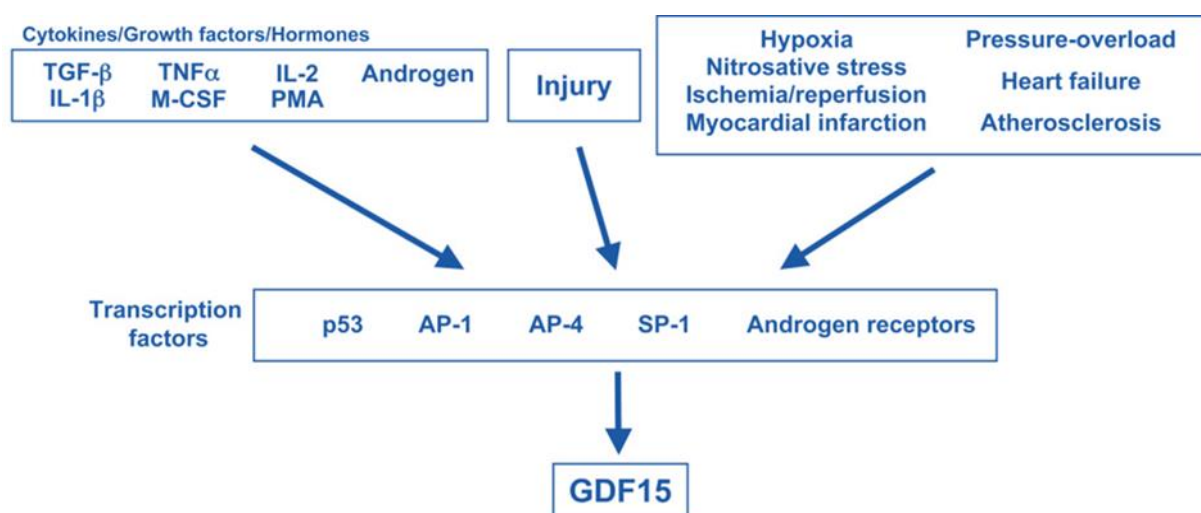 Cytokines/Growth factors/Hormones
TGF-β TNFα IL-2 Androgen
IL-1β M-CSF PMA
Injury
Hypoxia Pressure-overload
Nitrosative stress
Heart failure
Ischemia/reperfusion
Myocardial infarction Atherosclerosis
Transcription
factors
p53 AP-1 AP-4 SP-1 Androgen receptors
GDF15